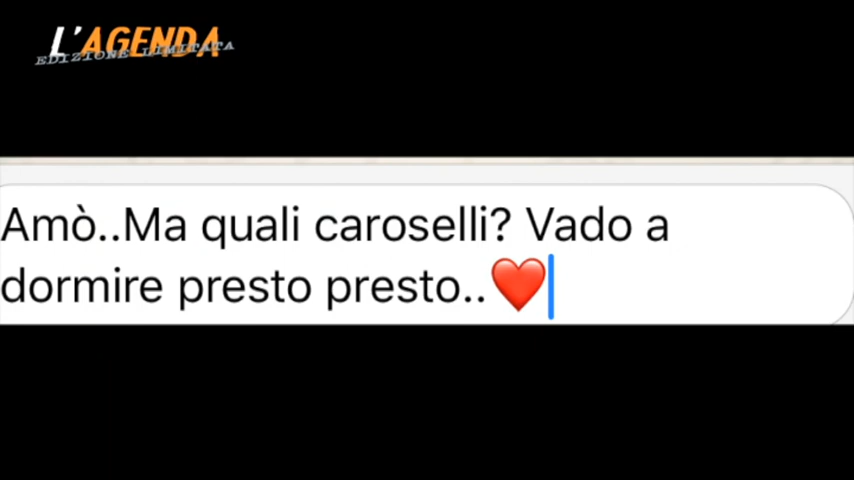 L'AGENDA
EDIZIONE LIMITATA
Amò..Ma quali caroselli? Vado a
dormire presto presto..❤️